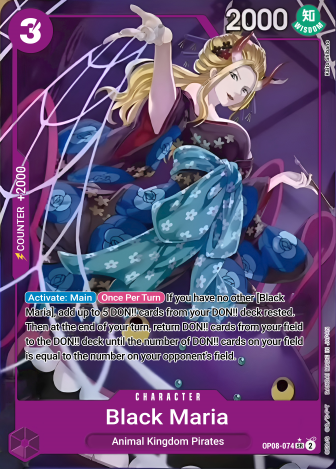 3
2000
知
WISDOM
COUNTER +2000
Activate: Main Once Per Turn If you have no other [Black
Maria], add up to 5 DON!! cards from your DON!! deck rested.
Then at the end of your turn, return DON!! cards from your field
to the DON!! deck until the number of DON!! cards on your field
is equal to the number on your opponent's field.
CHARACTER
Black Maria
Animal Kingdom Pirates
OP08-074 SR 2